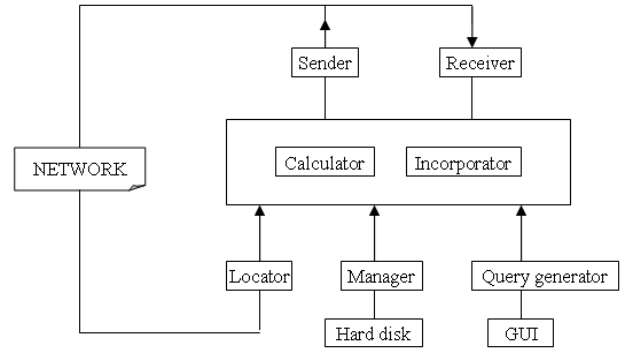 Sender
Receiver
NETWORK
Calculator
Incorporator
Locator
Manager
Query generator
Hard disk
GUI